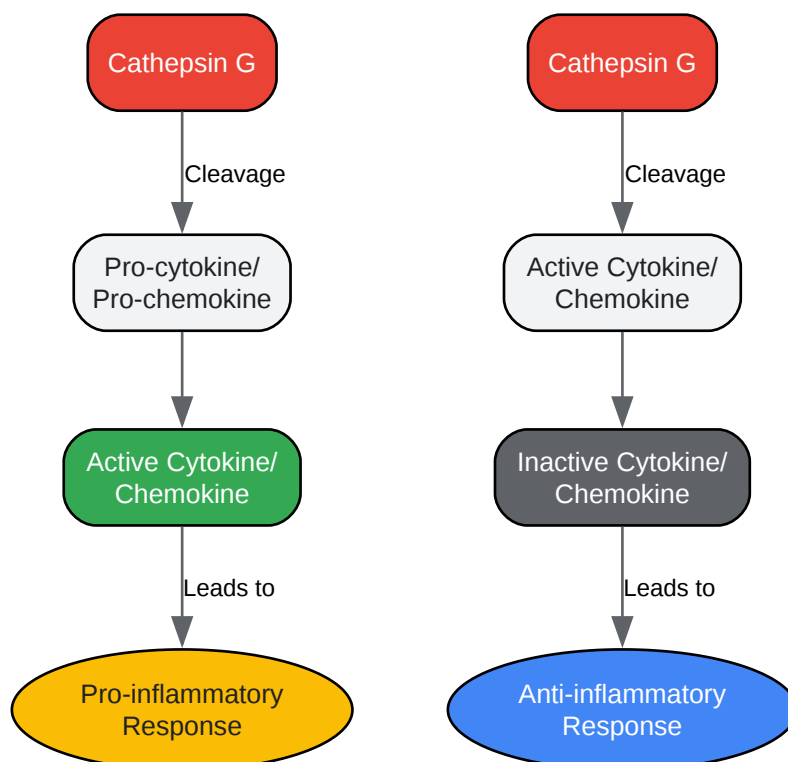 Cathepsin G
Cleavage
Pro-cytokine/
Pro-chemokine
Active Cytokine/
Chemokine
Leads to
Pro-inflammatory
Response
Cathepsin G
Cleavage
Active Cytokine/
Chemokine
Inactive Cytokine/
Chemokine
Leads to
Anti-inflammatory
Response